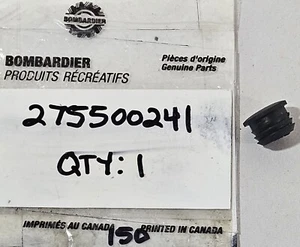 BOMBARDIER
BOMBARDIER
PRODUITS RÉCRÉATIFS
Pièces d'origine
Genuine Parts
275500241
QTY: 1
IMPRIMÉS AU CANADA PRINTED IN CANADA
150